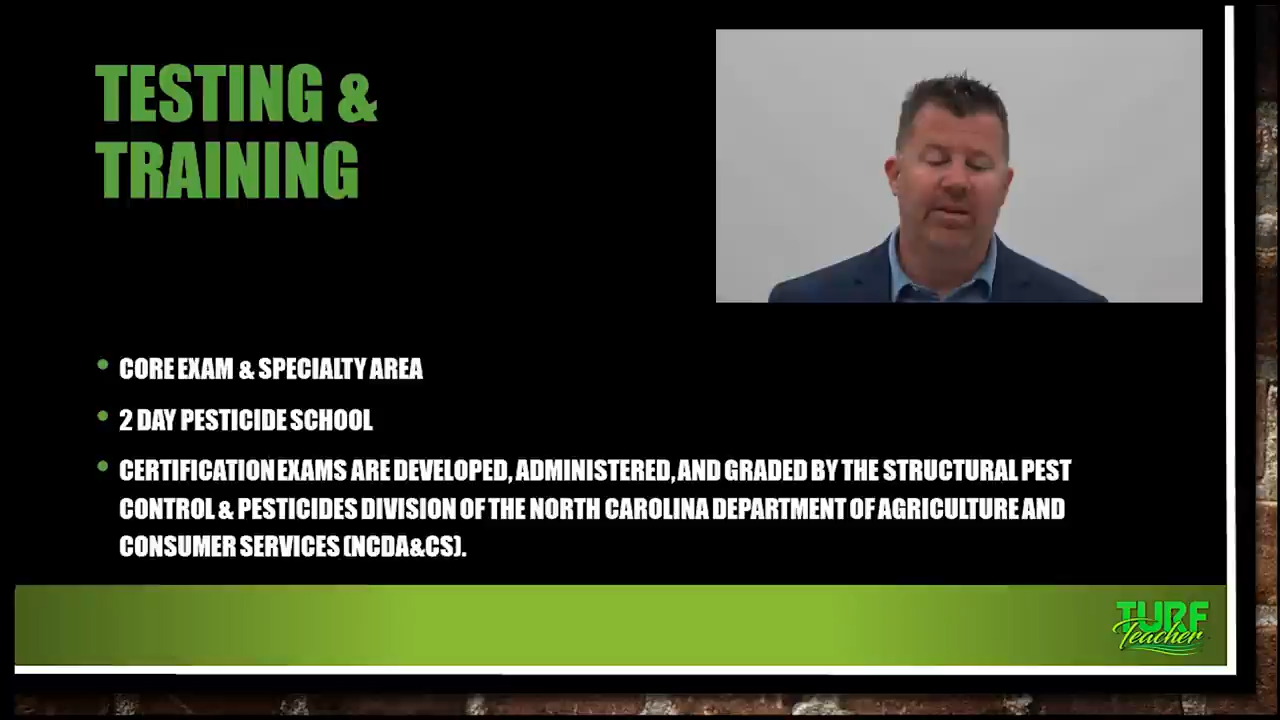 TESTING &
TRAINING
• CORE EXAM & SPECIALTY AREA
• 2 DAY PESTICIDE SCHOOL
• CERTIFICATION EXAMS ARE DEVELOPED, ADMINISTERED, AND GRADED BY THE STRUCTURAL PEST
CONTROL & PESTICIDES DIVISION OF THE NORTH CAROLINA DEPARTMENT OF AGRICULTURE AND
CONSUMER SERVICES (NCDA&CS).
TURF
Teacher